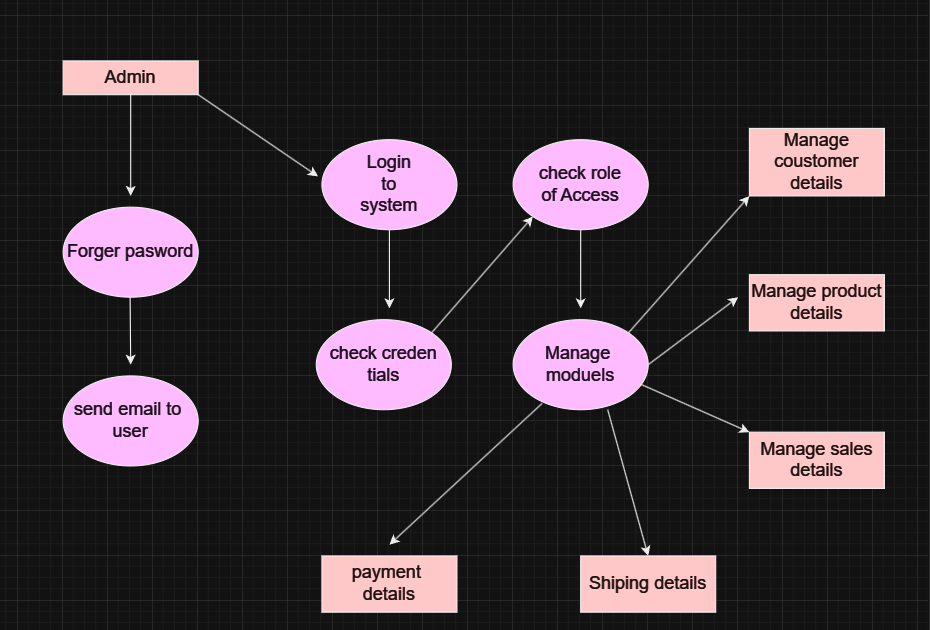 Admin
Login
to
system
check role
of Access
Manage
coustomer
details
Forger pasword
Manage product
details
check creden
tials
Manage
moduels
send email to
user
Manage sales
details
payment
details
Shiping details